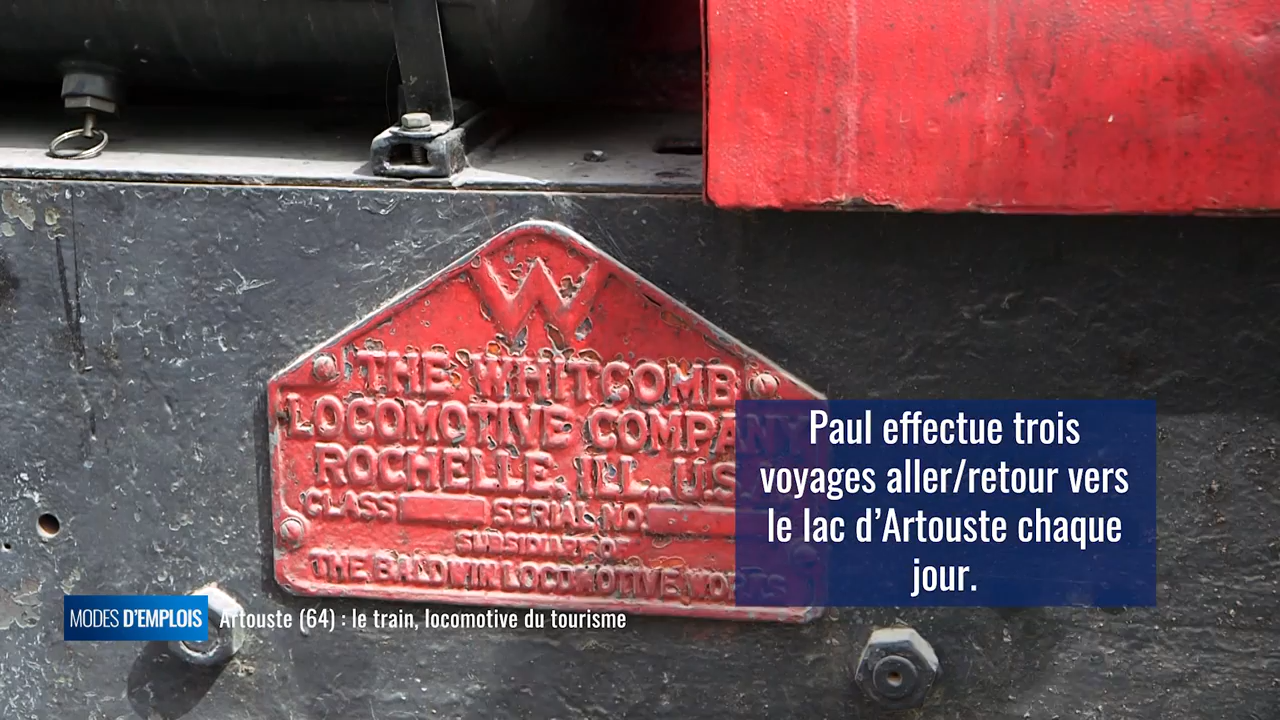 W
THE WHITCOMB
LOCOMOTIVE COMPANY
ROCHELLE, ILL., U.S.
CLASS SERIAL NO.
SUBSIDIARY OF
THE BALDWIN LOCOMOTIVE WORKS
Paul effectue trois
voyages aller/retour vers
le lac d’Artouste chaque
jour.
MODES D'EMPLOIS Artouste (64) : le train, locomotive du tourisme